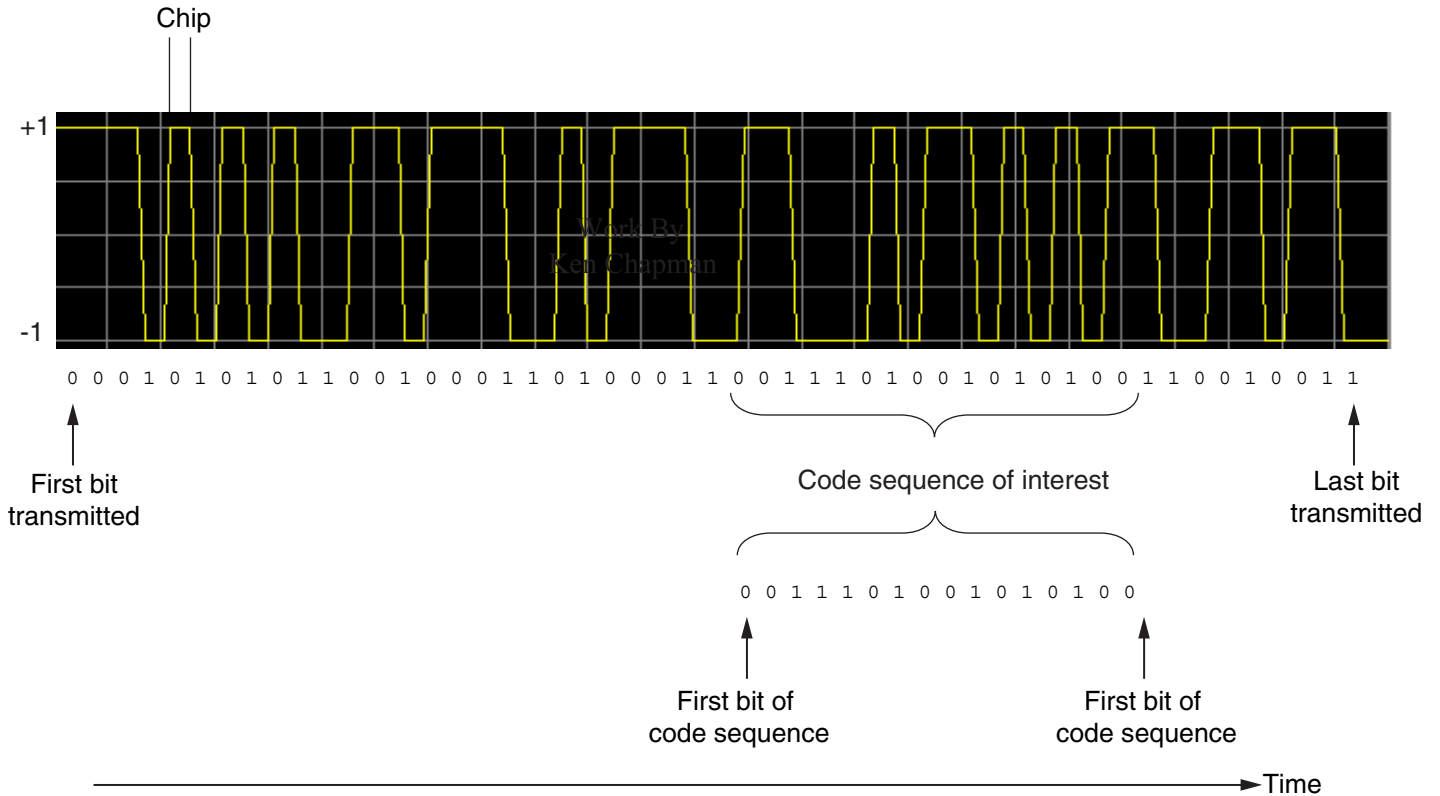 Chip
+1
Work By
Ken Chapman
-1
0 0 0 1 0 1 0 1 0 1 1 0 0 1 0 0 0 1 1 0 1 0 0 0 1 1 0 0 1 1 1 0 1 0 0 1 0 1 0 1 0 0 1 1 0 0 1 0 0 1 1
First bit
transmitted
Code sequence of interest
Last bit
transmitted
0 0 1 1 1 0 1 0 0 1 0 1 0 1 0 0
First bit of
code sequence
First bit of
code sequence
Time